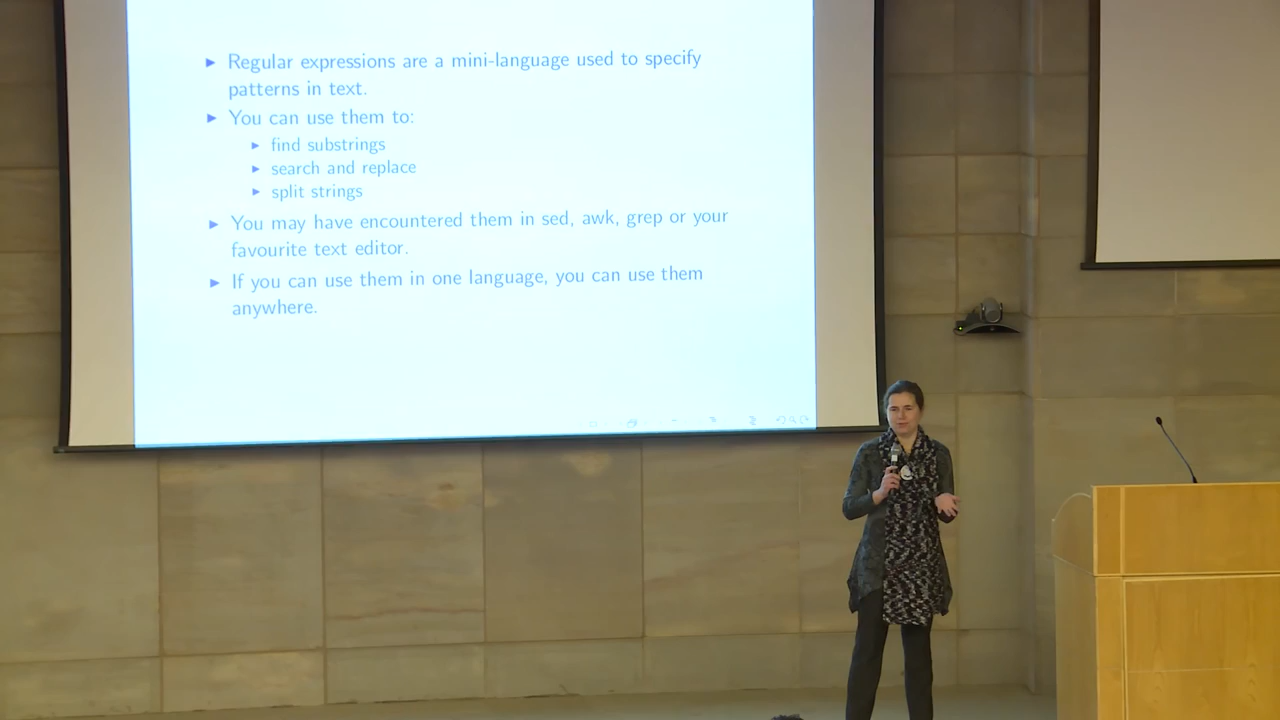 Regular expressions are a mini-language used to specify
patterns in text.
You can use them to:
find substrings
search and replace
split strings
You may have encountered them in sed, awk, grep or your
favourite text editor.
If you can use them in one language, you can use them
anywhere.